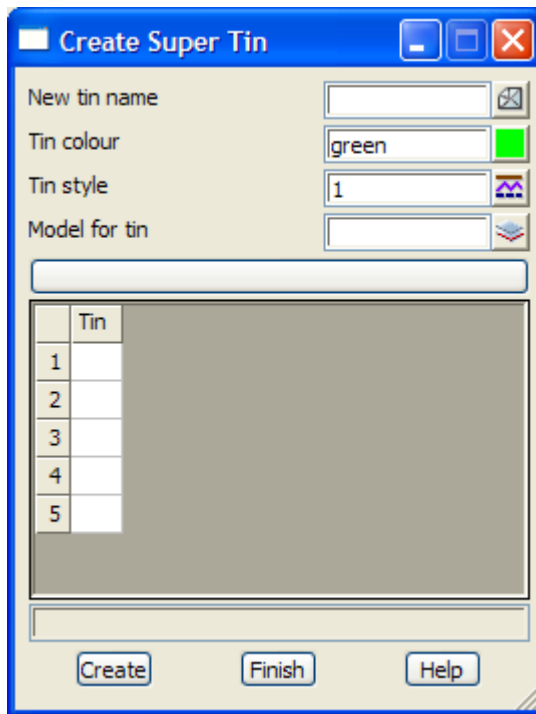 Create Super Tin
New tin name
Tin colour green
Tin style 1
Model for tin
Tin
1
2
3
4
5
Create Finish Help